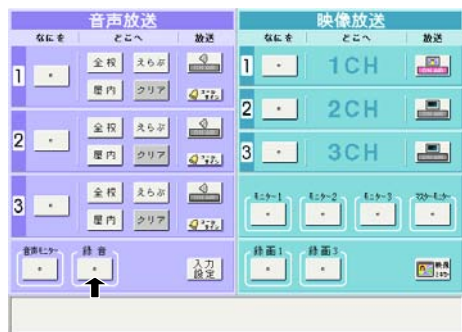 音声放送
なにを どこへ 放送
1 全校 えらぶ
屋内 クリア
2 全校 えらぶ
屋内 クリア
3 全校 えらぶ
屋内 クリア
音声モニター 録音
入力設定
映像放送
なにを どこへ 放送
1 1CH
2 2CH
3 3CH
モニター1 モニター2 モニター3 マスターモニター
録画1 録画3